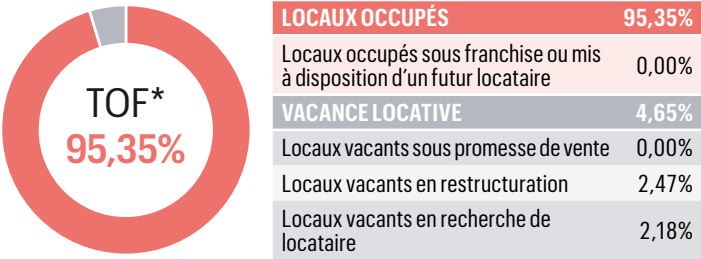 TOF*
95,35%
LOCAUX OCCUPÉS 95,35%
Locaux occupés sous franchise ou mis
à disposition d'un futur locataire 0,00%
VACANCE LOCATIVE 4,65%
Locaux vacants sous promesse de vente 0,00%
Locaux vacants en restructuration 2,47%
Locaux vacants en recherche de
locataire 2,18%